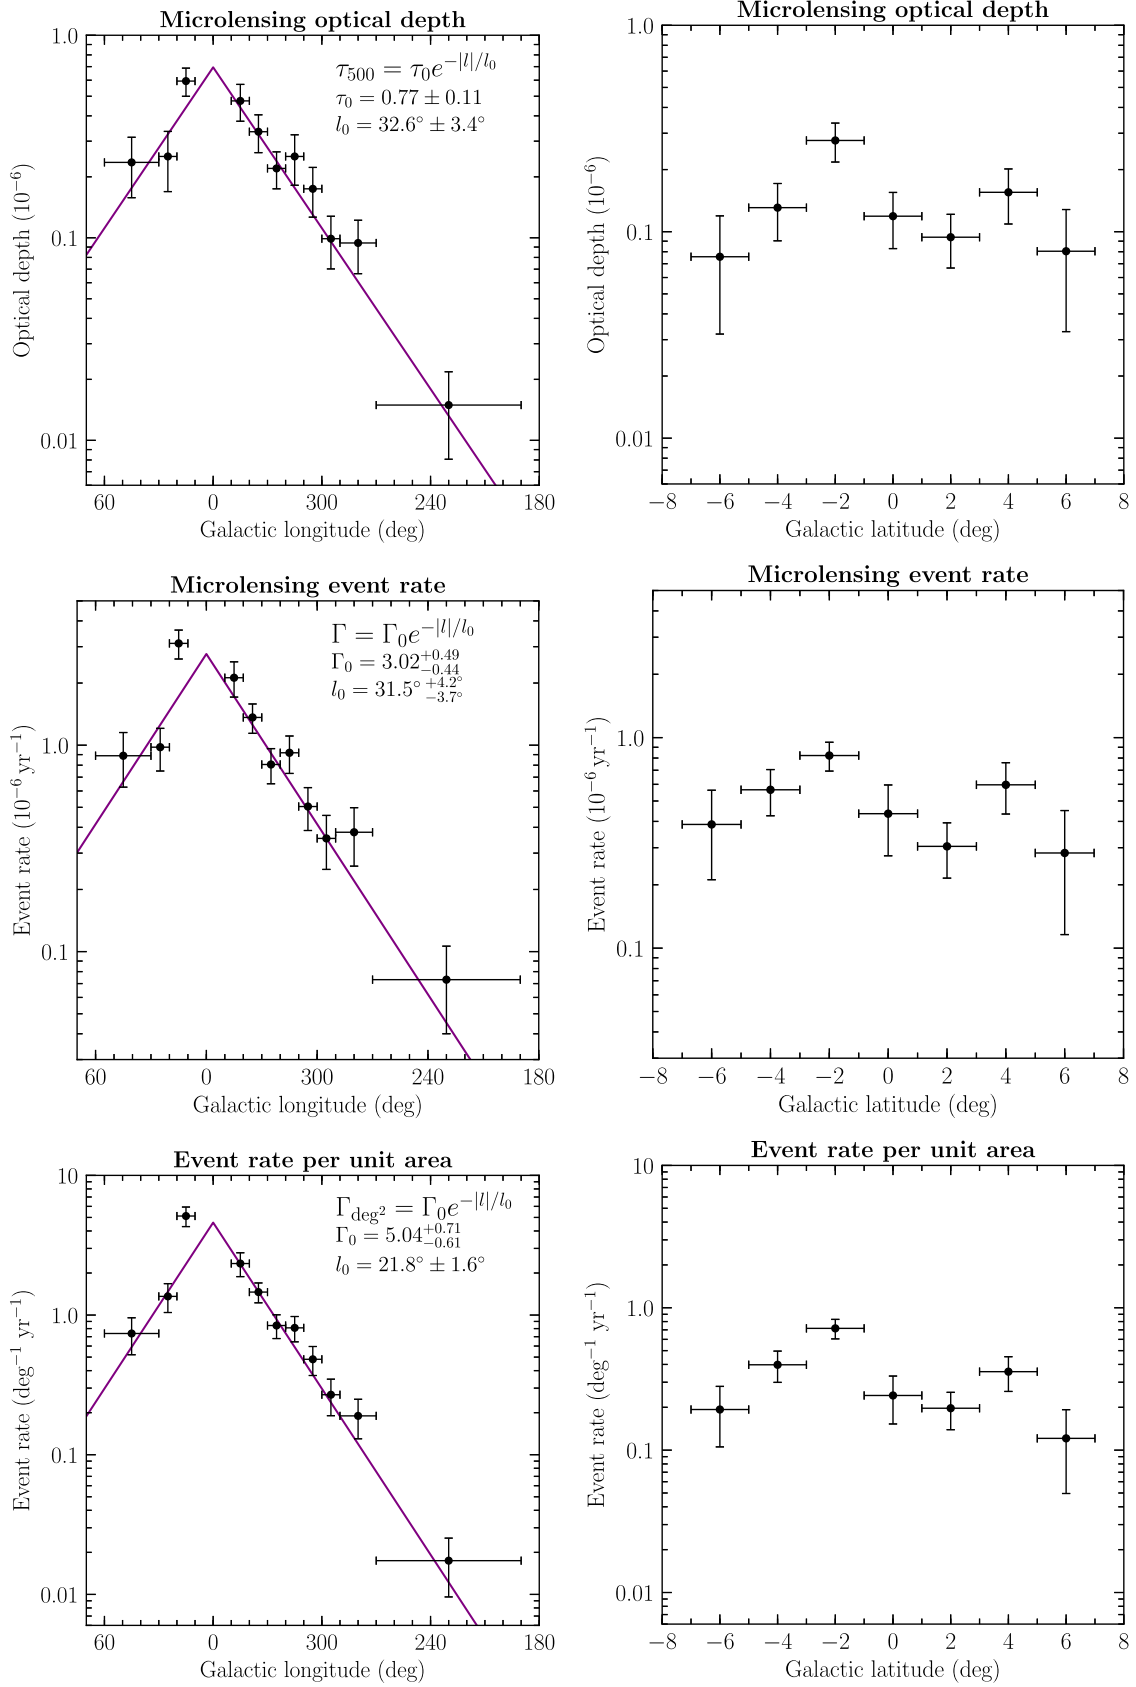 Microlensing optical depth
τ₅₀₀ = τ₀e^{−|l|/l₀}
τ₀ = 0.77 ± 0.11
l₀ = 32.6° ± 3.4°
1.0
0.1
0.01
Optical depth (10⁻⁶)
60 0 300 240 180
Galactic longitude (deg)
Microlensing optical depth
1.0
0.1
0.01
Optical depth (10⁻⁶)
−8 −6 −4 −2 0 2 4 6 8
Galactic latitude (deg)
Microlensing event rate
Γ = Γ₀e^{−|l|/l₀}
Γ₀ = 3.02^{+0.49}_{−0.44}
l₀ = 31.5°^{+4.2°}_{−3.7°}
1.0
0.1
Event rate (10⁻⁶ yr⁻¹)
60 0 300 240 180
Galactic longitude (deg)
Microlensing event rate
1.0
0.1
Event rate (10⁻⁶ yr⁻¹)
−8 −6 −4 −2 0 2 4 6 8
Galactic latitude (deg)
Event rate per unit area
Γ_{deg²} = Γ₀e^{−|l|/l₀}
Γ₀ = 5.04^{+0.71}_{−0.61}
l₀ = 21.8° ± 1.6°
10
1.0
0.1
0.01
Event rate (deg⁻¹ yr⁻¹)
60 0 300 240 180
Galactic longitude (deg)
Event rate per unit area
10
1.0
0.1
0.01
Event rate (deg⁻¹ yr⁻¹)
−8 −6 −4 −2 0 2 4 6 8
Galactic latitude (deg)